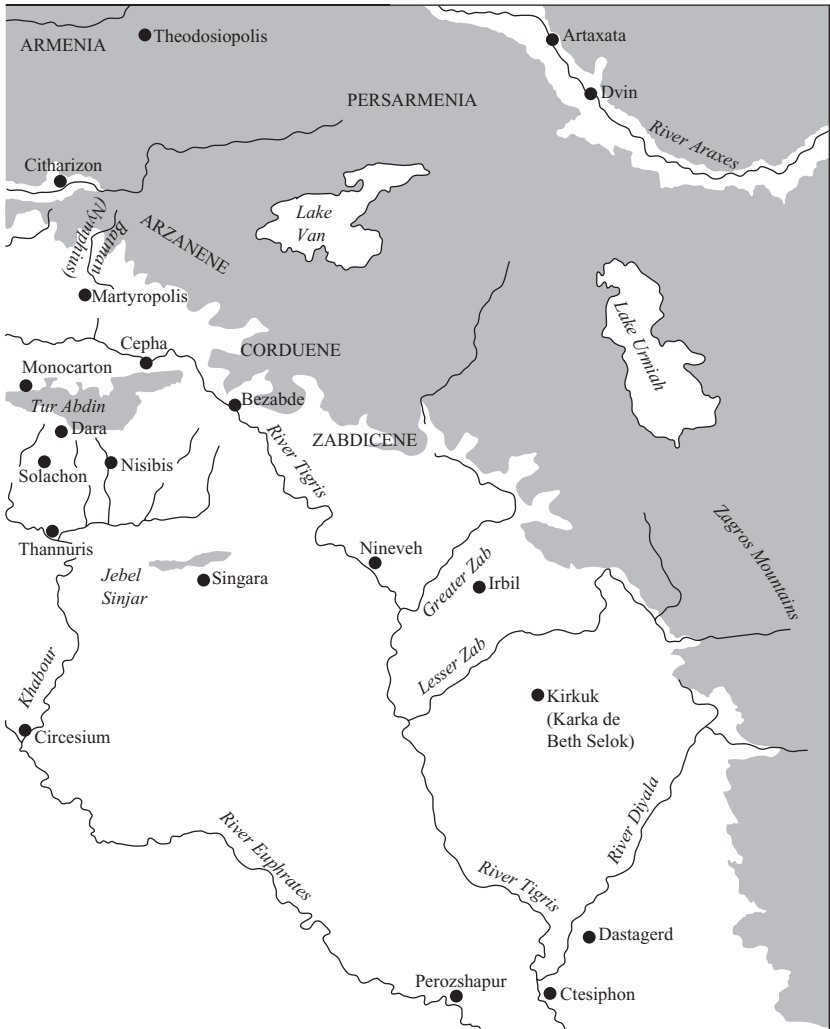 ARMENIA
Theodosiopolis
Artaxata
Dvin
PERSARMENIA
River Araxes
Citharizon
(Nymphius)
Batman
ARZANENE
Lake
Van
Martyropolis
Lake Urmiah
Cepha
CORDUENE
Monocarton
Tur Abdin
Bezabde
Dara
ZABDICENE
Solachon
Nisibis
River Tigris
Thannuris
Nineveh
Zagros Mountains
Jebel
Sinjar
Singara
Greater Zab
Irbil
Lesser Zab
Khabour
Kirkuk
(Karka de
Beth Selok)
Circesium
River Diyala
River Euphrates
River Tigris
Dastagerd
Perozshapur
Ctesiphon